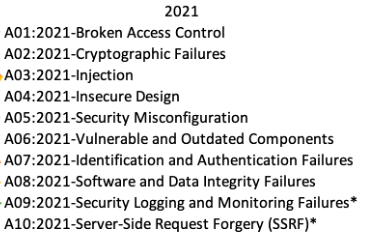 2021
A01:2021-Broken Access Control
A02:2021-Cryptographic Failures
A03:2021-Injection
A04:2021-Insecure Design
A05:2021-Security Misconfiguration
A06:2021-Vulnerable and Outdated Components
A07:2021-Identification and Authentication Failures
A08:2021-Software and Data Integrity Failures
A09:2021-Security Logging and Monitoring Failures*
A10:2021-Server-Side Request Forgery (SSRF)*